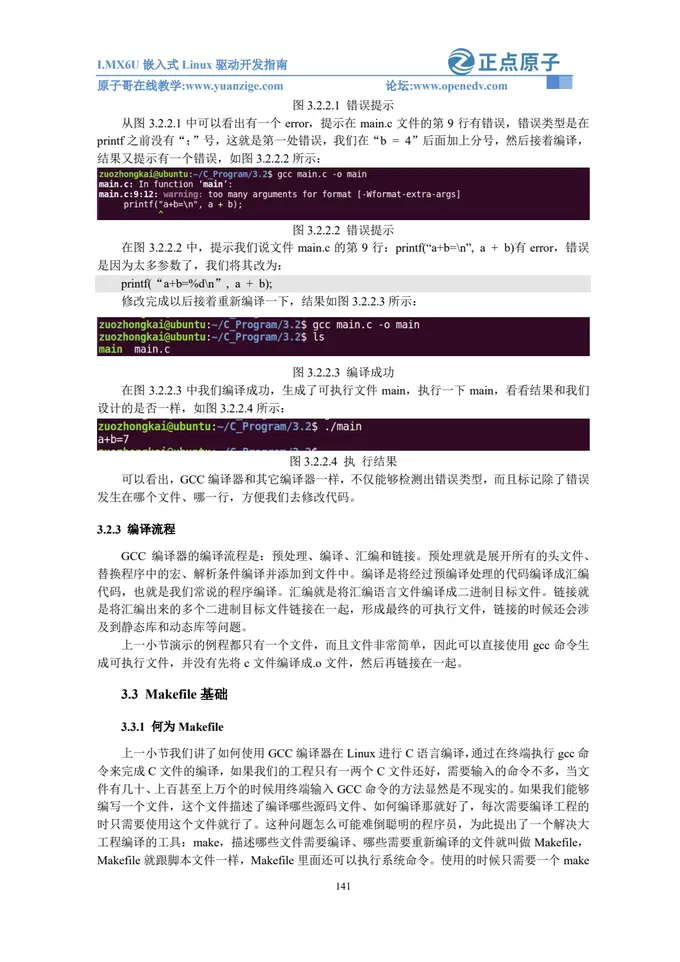 I.MX6U 嵌入式 Linux 驱动开发指南
正点原子
原子哥在线教学:www.yuanzige.com 论坛:www.openedv.com
图 3.2.2.1 错误提示
从图 3.2.2.1 中可以看出有一个 error，提示在 main.c 文件的第 9 行有错误，错误类型是在
printf 之前没有“;”号，这就是第一处错误，我们在“b = 4”后面加上分号，然后接着编译，
结果又提示有一个错误，如图 3.2.2.2 所示：
zuozhongkai@ubuntu:~/C_Program/3.2$ gcc main.c -o main
main.c: In function 'main':
main.c:9:12: warning: too many arguments for format [-Wformat-extra-args]
printf("a+b=\n", a + b);
^
图 3.2.2.2 错误提示
在图 3.2.2.2 中，提示我们说文件 main.c 的第 9 行：printf(“a+b=\n”, a + b)有 error，错误
是因为太多参数了，我们将其改为：
printf(“a+b=%d\n”, a + b);
修改完成以后接着重新编译一下，结果如图 3.2.2.3 所示：
zuozhongkai@ubuntu:~/C_Program/3.2$ gcc main.c -o main
zuozhongkai@ubuntu:~/C_Program/3.2$ ls
main main.c
图 3.2.2.3 编译成功
在图 3.2.2.3 中我们编译成功，生成了可执行文件 main，执行一下 main，看看结果和我们
设计的是否一样，如图 3.2.2.4 所示：
zuozhongkai@ubuntu:~/C_Program/3.2$ ./main
a+b=7
图 3.2.2.4 执 行结果
可以看出，GCC 编译器和其它编译器一样，不仅能够检测出错误类型，而且标记除了错误
发生在哪个文件、哪一行，方便我们去修改代码。
3.2.3 编译流程
GCC 编译器的编译流程是：预处理、编译、汇编和链接。预处理就是展开所有的头文件、
替换程序中的宏、解析条件编译并添加到文件中。编译是将经过预编译处理的代码编译成汇编
代码，也就是我们常说的程序编译。汇编就是将汇编语言文件编译成二进制目标文件。链接就
是将汇编出来的多个二进制目标文件链接在一起，形成最终的可执行文件，链接的时候还会涉
及到静态库和动态库等问题。
上一小节演示的例程都只有一个文件，而且文件非常简单，因此可以直接使用 gcc 命令生
成可执行文件，并没有先将 c 文件编译成.o 文件，然后再链接在一起。
3.3 Makefile 基础
3.3.1 何为 Makefile
上一小节我们讲了如何使用 GCC 编译器在 Linux 进行 C 语言编译，通过在终端执行 gcc 命
令来完成 C 文件的编译，如果我们的工程只有一两个 C 文件还好，需要输入的命令不多，当文
件有几十、上百甚至上万个的时候用终端输入 GCC 命令的方法显然是不现实的。如果我们能够
编写一个文件，这个文件描述了编译哪些源码文件、如何编译那就好了，每次需要编译工程的
时只需要使用这个文件就行了。这种问题怎么可能难倒聪明的程序员，为此提出了一个解决大
工程编译的工具：make，描述哪些文件需要编译、哪些需要重新编译的文件就叫做 Makefile，
Makefile 就跟脚本文件一样，Makefile 里面还可以执行系统命令。使用的时候只需要一个 make
141